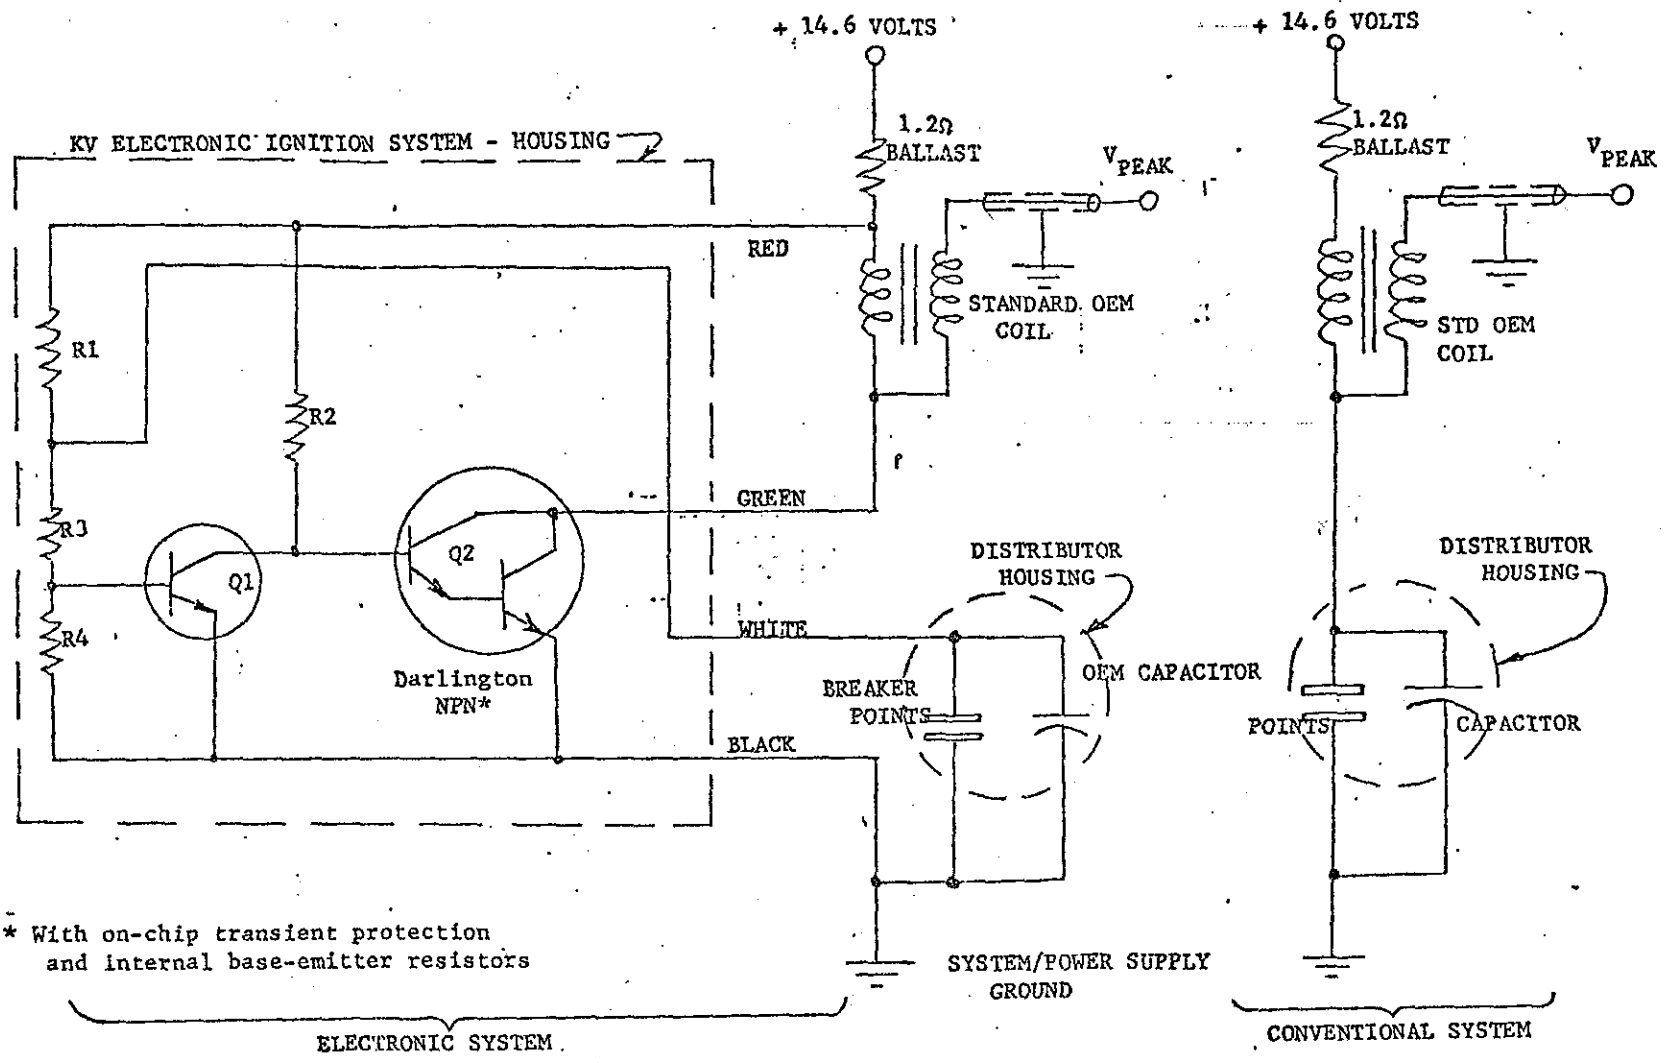 + 14.6 VOLTS
+ 14.6 VOLTS
KV ELECTRONIC IGNITION SYSTEM - HOUSING
1.2Ω
BALLAST
VPEAK
1.2Ω
BALLAST
VPEAK
RED
STANDARD OEM
COIL
STD OEM
COIL
R1
R2
R3
R4
Q1
Q2
GREEN
Darlington
NPN*
WHITE
DISTRIBUTOR
HOUSING
BREAKER
POINTS
OEM CAPACITOR
BLACK
DISTRIBUTOR
HOUSING
POINTS
CAPACITOR
* With on-chip transient protection
and internal base-emitter resistors
SYSTEM/POWER SUPPLY
GROUND
ELECTRONIC SYSTEM
CONVENTIONAL SYSTEM